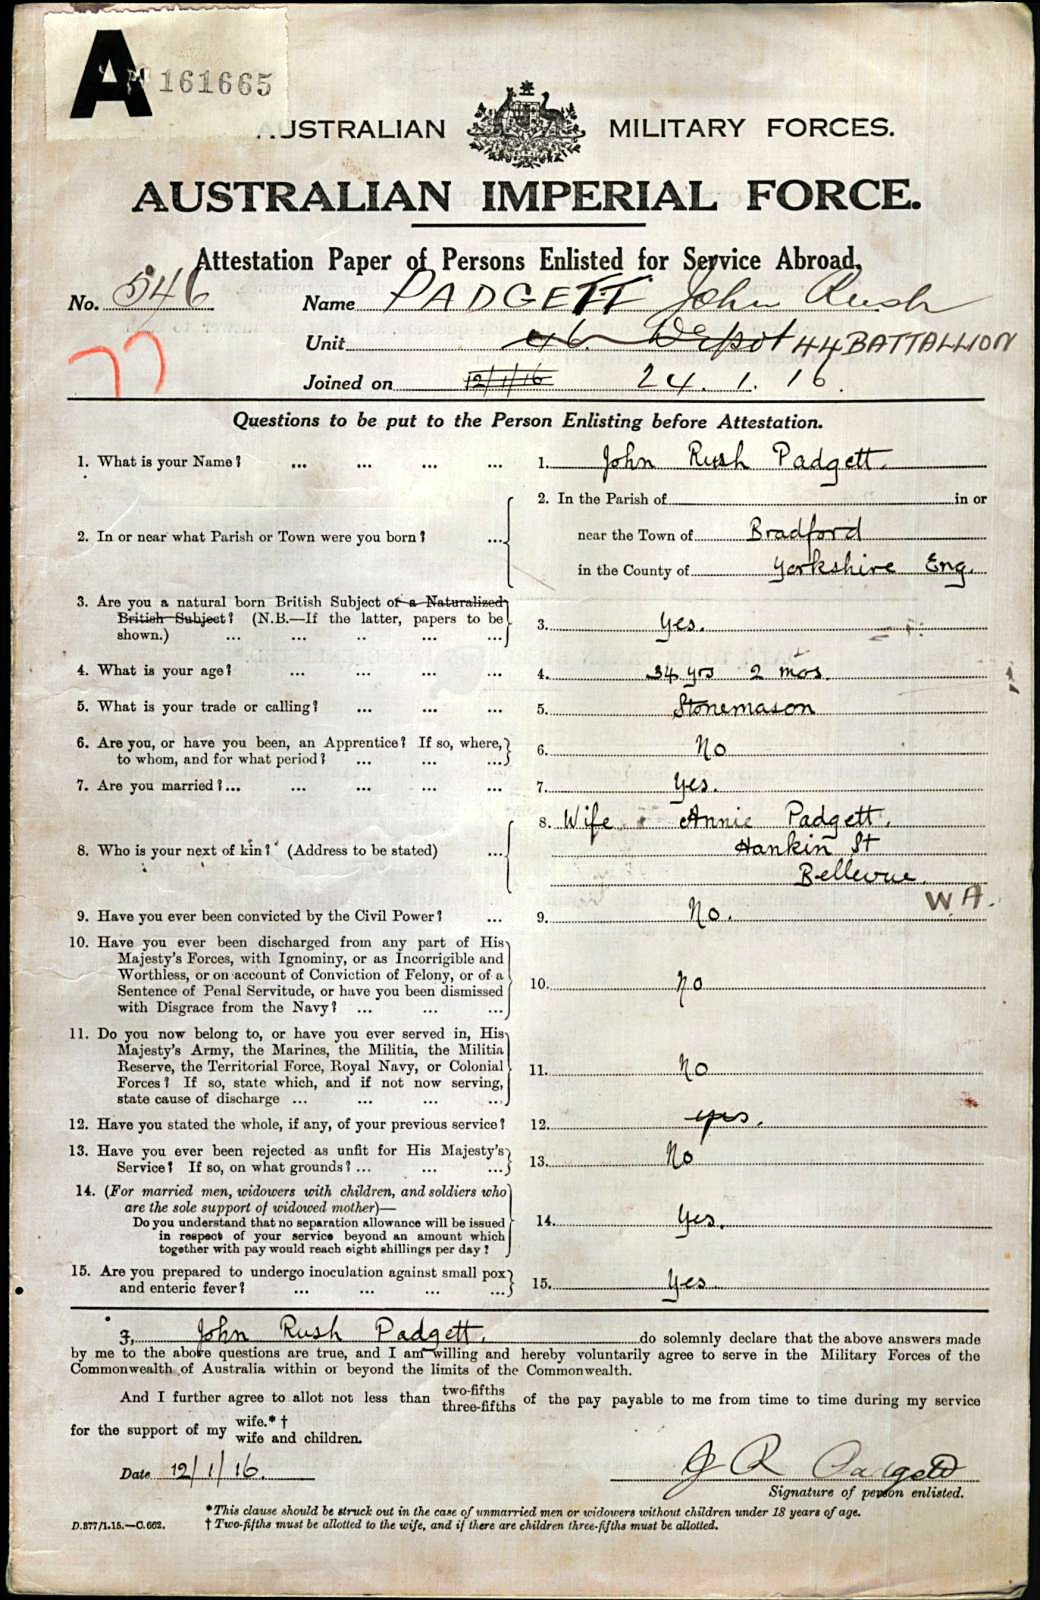 A 161665
AUSTRALIAN MILITARY FORCES.
AUSTRALIAN IMPERIAL FORCE.
Attestation Paper of Persons Enlisted for Service Abroad.
No. 546 Name PADGETT John Rush
Unit Depot 44 BATTALLION
77
Joined on 12/1/16 24.1.16.
Questions to be put to the Person Enlisting before Attestation.
1. What is your Name? ... ... ... ... 1. John Rush Padgett.
2. In the Parish of in or
2. In or near what Parish or Town were you born? ... near the Town of Bradford
in the County of Yorkshire Eng.
3. Are you a natural born British Subject or a Naturalized
British Subject? (N.B.—If the latter, papers to be
shown.) ... ... .. ... ... 3. Yes.
4. What is your age? ... ... ... ... 4. 34 yrs 2 mos.
5. What is your trade or calling? ... ... ... 5. Stonemason
6. Are you, or have you been, an Apprentice? If so, where,
to whom, and for what period? ... ... ... 6. No
7. Are you married?... ... ... ... ... 7. Yes.
8. Wife Annie Padgett.
8. Who is your next of kin? (Address to be stated) ... Hankin St
Bellevue.
W.A.
9. Have you ever been convicted by the Civil Power? ... 9. No.
10. Have you ever been discharged from any part of His
Majesty's Forces, with Ignominy, or as Incorrigible and
Worthless, or on account of Conviction of Felony, or of a
Sentence of Penal Servitude, or have you been dismissed
with Disgrace from the Navy? ... ... ... 10. No
11. Do you now belong to, or have you ever served in, His
Majesty's Army, the Marines, the Militia, the Militia
Reserve, the Territorial Force, Royal Navy, or Colonial
Forces? If so, state which, and if not now serving,
state cause of discharge ... ... ... ... 11. No
12. Have you stated the whole, if any, of your previous service? 12. yes.
13. Have you ever been rejected as unfit for His Majesty's
Service? If so, on what grounds? ... ... ... 13. No
14. (For married men, widowers with children, and soldiers who
are the sole support of widowed mother)—
Do you understand that no separation allowance will be issued
in respect of your service beyond an amount which
together with pay would reach eight shillings per day? 14. Yes.
15. Are you prepared to undergo inoculation against small pox
and enteric fever? ... ... ... ... 15. Yes
I, John Rush Padgett. do solemnly declare that the above answers made
by me to the above questions are true, and I am willing and hereby voluntarily agree to serve in the Military Forces of the
Commonwealth of Australia within or beyond the limits of the Commonwealth.
And I further agree to allot not less than two-fifths three-fifths of the pay payable to me from time to time during my service
for the support of my wife.*† wife and children.
Date 12/1/16. J R Padgett
Signature of person enlisted.
*This clause should be struck out in the case of unmarried men or widowers without children under 18 years of age.
D.877/1.15.—C.662. † Two-fifths must be allotted to the wife, and if there are children three-fifths must be allotted.